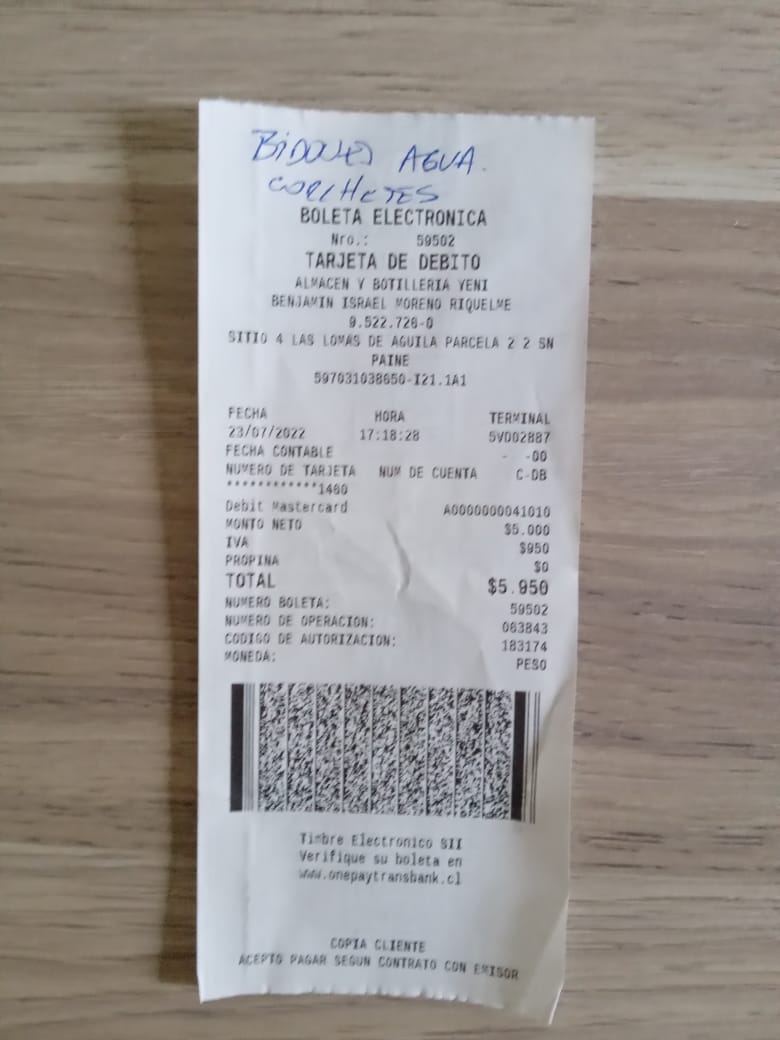 BIDONES AGUA.
CORCHETES
BOLETA ELECTRONICA
Nro.: 59502
TARJETA DE DEBITO
ALMACEN Y BOTILLERIA YENI
BENJAMIN ISRAEL MORENO RIQUELME
9.522.726-0
SITIO 4 LAS LOMAS DE AGUILA PARCELA 2 2 SN
PAINE
597031038650-I21.1A1
FECHA HORA TERMINAL
23/07/2022 17:18:28 5VD02887
FECHA CONTABLE - -00
NUMERO DE TARJETA NUM DE CUENTA C-DB
************1460
Debit Mastercard A0000000041010
MONTO NETO $5.000
IVA $950
PROPINA $0
TOTAL $5.950
NUMERO BOLETA: 59502
NUMERO DE OPERACION: 063843
CODIGO DE AUTORIZACION: 183174
MONEDA: PESO
Timbre Electronico SII
Verifique su boleta en
www.onepaytransbank.cl
COPIA CLIENTE
ACEPTO PAGAR SEGUN CONTRATO CON EMISOR